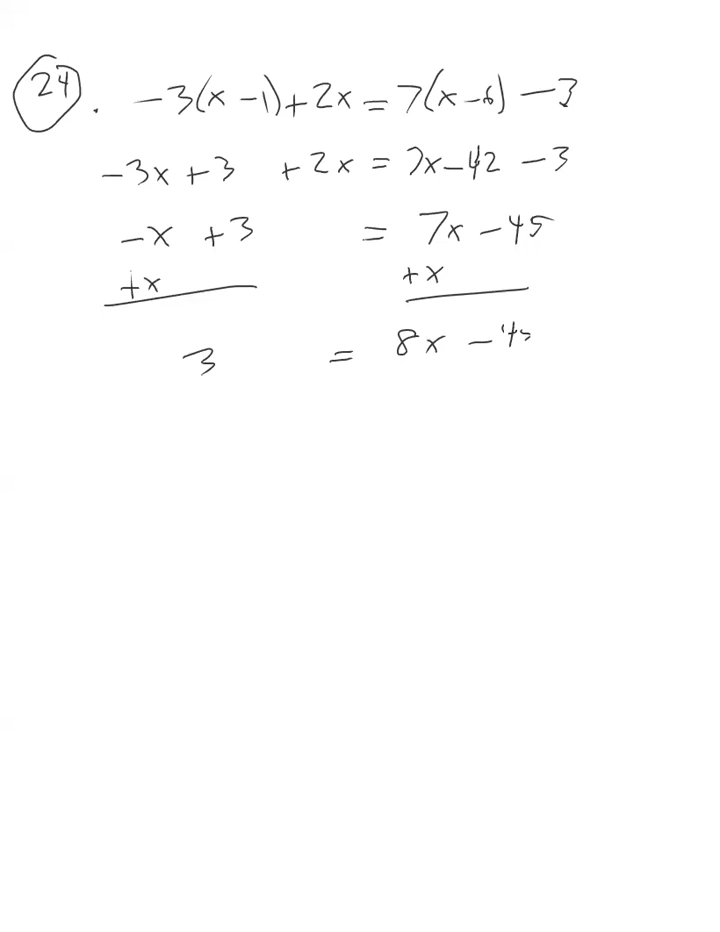 24. -3(x-1)+2x=7(x-6)-3
-3x+3 +2x=7x-42-3
-x+3 = 7x-45
+x +x
3 = 8x-45